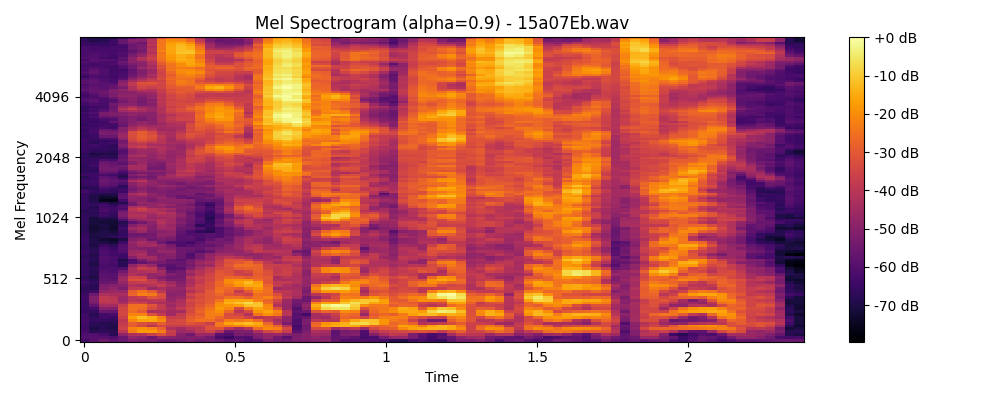 Mel Spectrogram (alpha=0.9) - 15a07Eb.wav
Mel Frequency
4096
2048
1024
512
0
0
0.5
1
1.5
2
Time
+0 dB
-10 dB
-20 dB
-30 dB
-40 dB
-50 dB
-60 dB
-70 dB